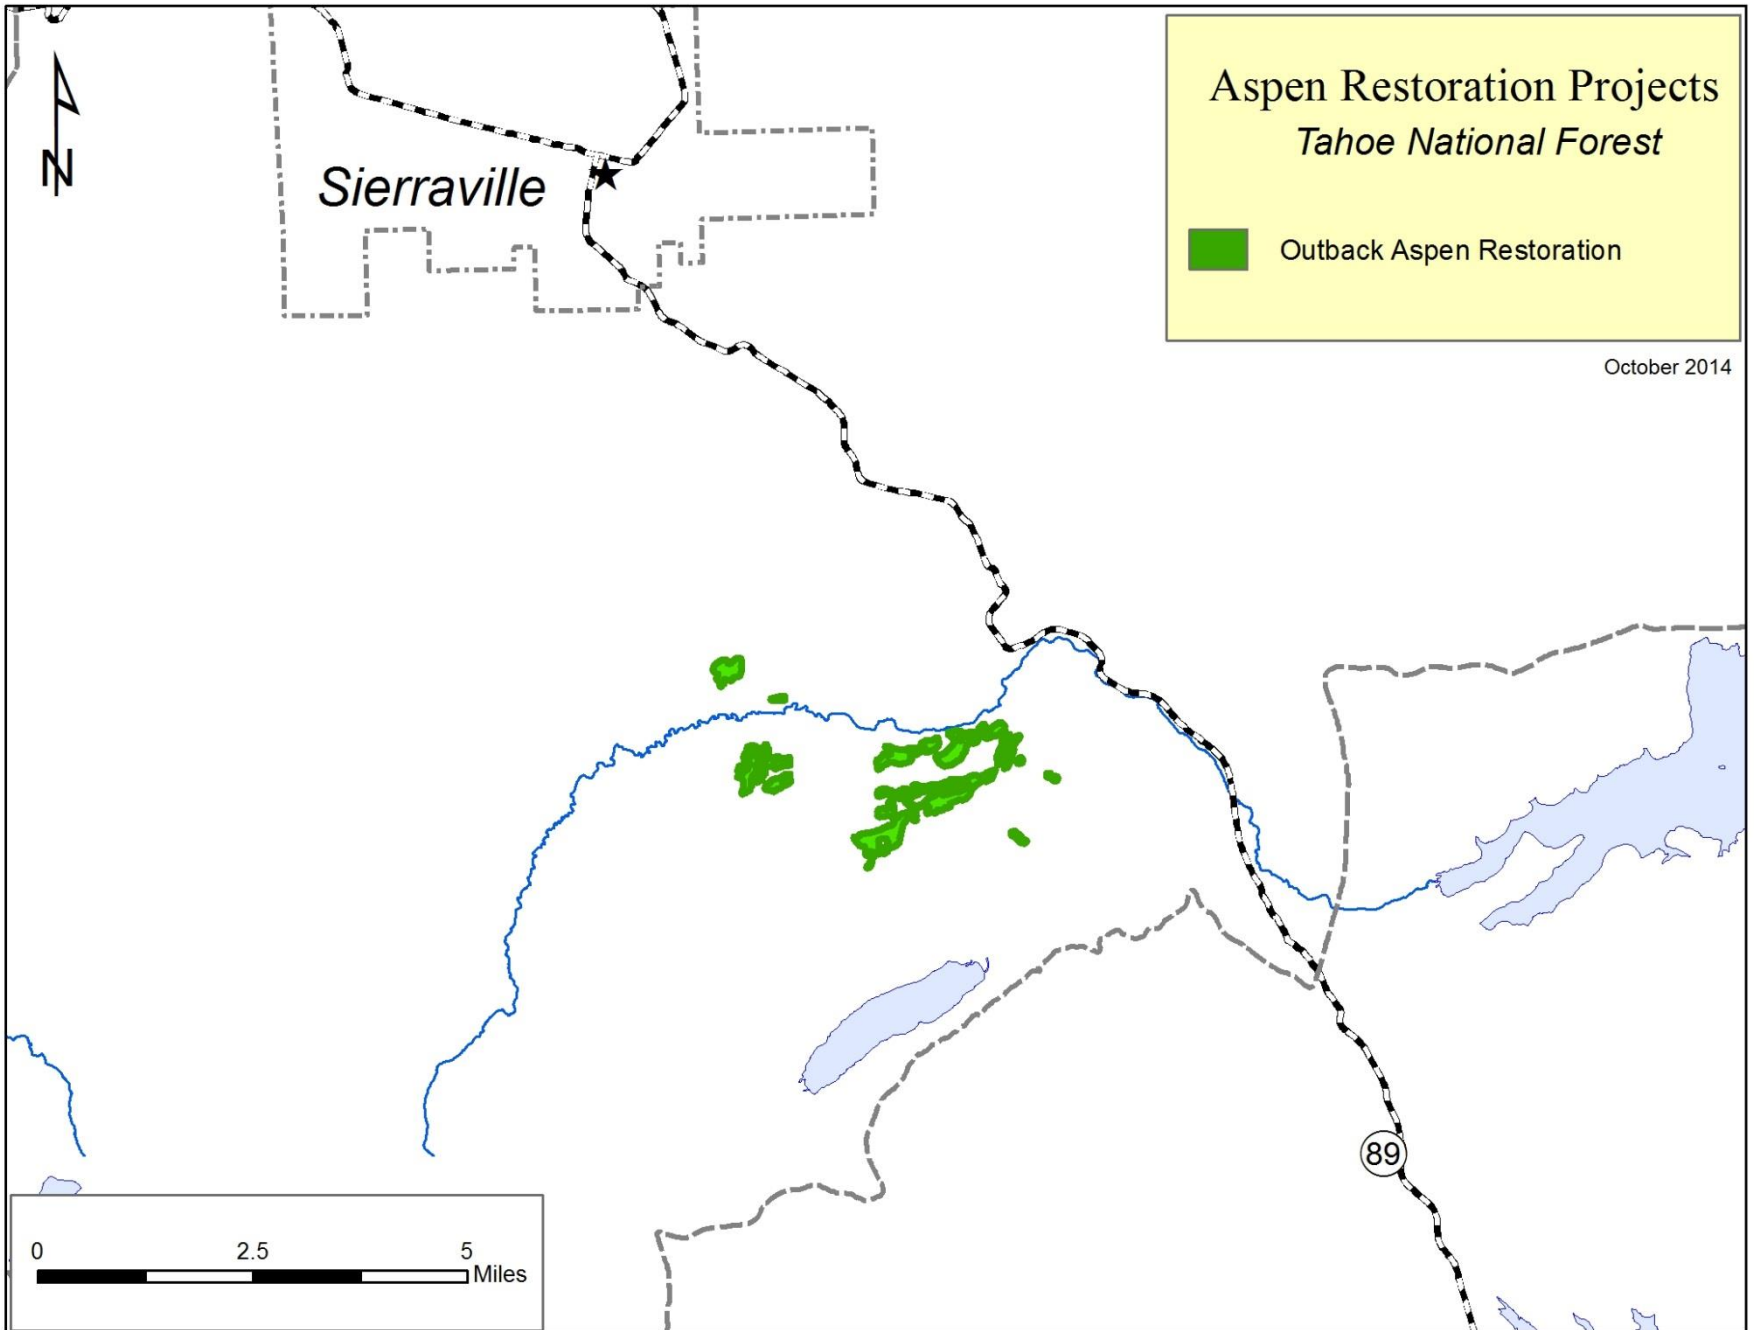 Aspen Restoration Projects
Tahoe National Forest
Outback Aspen Restoration
October 2014
N
Sierraville
89
0 2.5 5
Miles